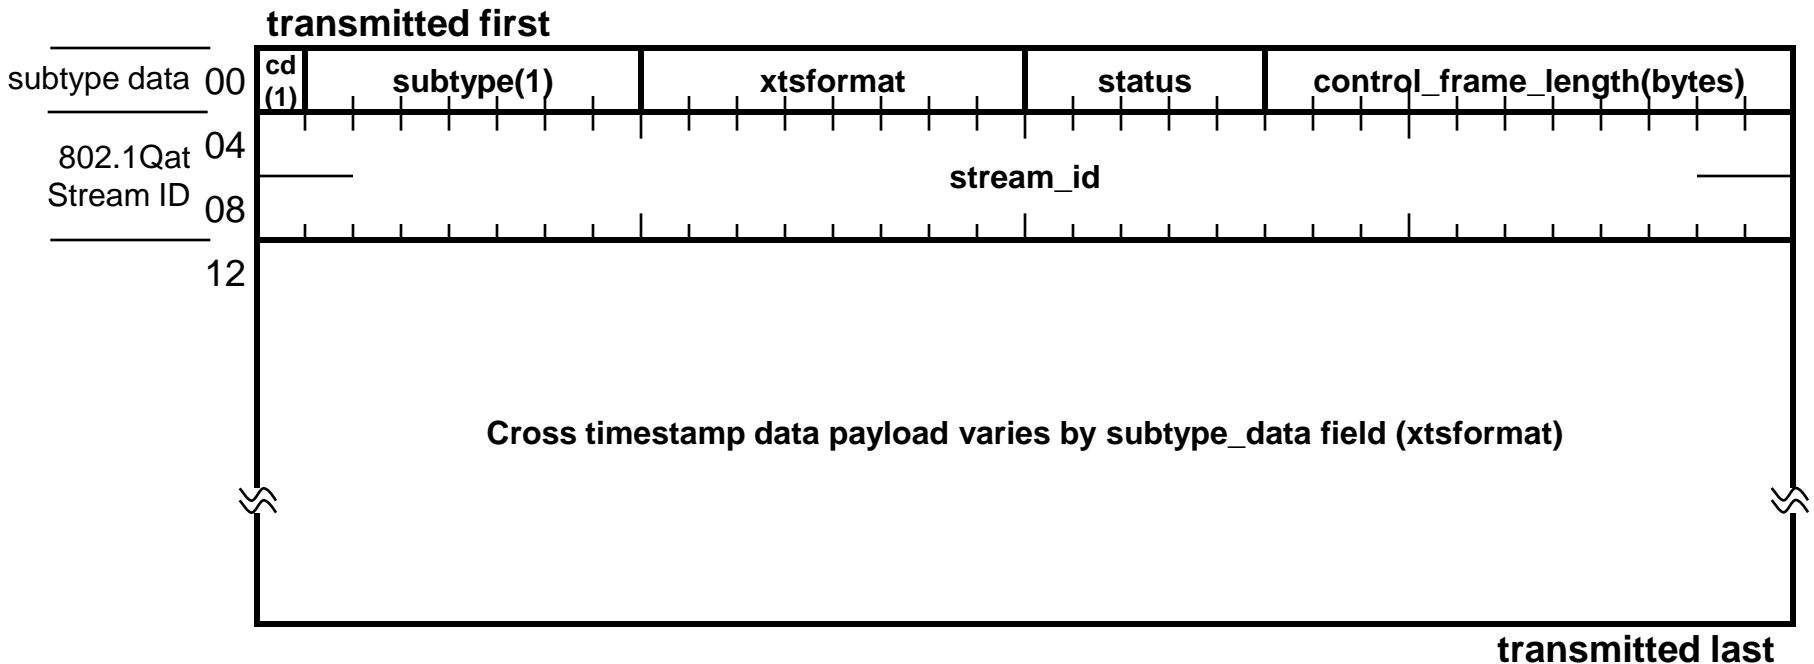 transmitted first
subtype data 00 cd (1) subtype(1) xtsformat status control_frame_length(bytes)
04
802.1Qat
Stream ID
stream_id
08
12
Cross timestamp data payload varies by subtype_data field (xtsformat)
transmitted last